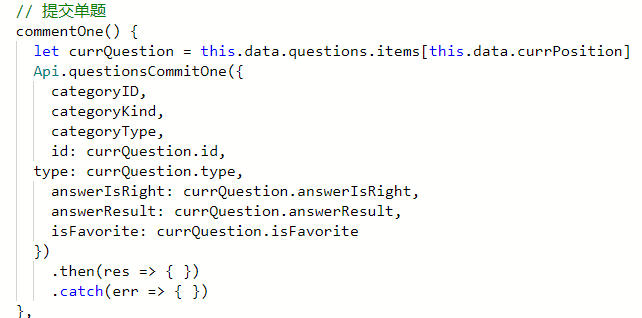 // 提交单题
commentOne() {
let currQuestion = this.data.questions.items[this.data.currPosition]
Api.questionsCommitOne({
categoryID,
categoryKind,
categoryType,
id: currQuestion.id,
type: currQuestion.type,
answerIsRight: currQuestion.answerIsRight,
answerResult: currQuestion.answerResult,
isFavorite: currQuestion.isFavorite
})
.then(res => { })
.catch(err => { })
},